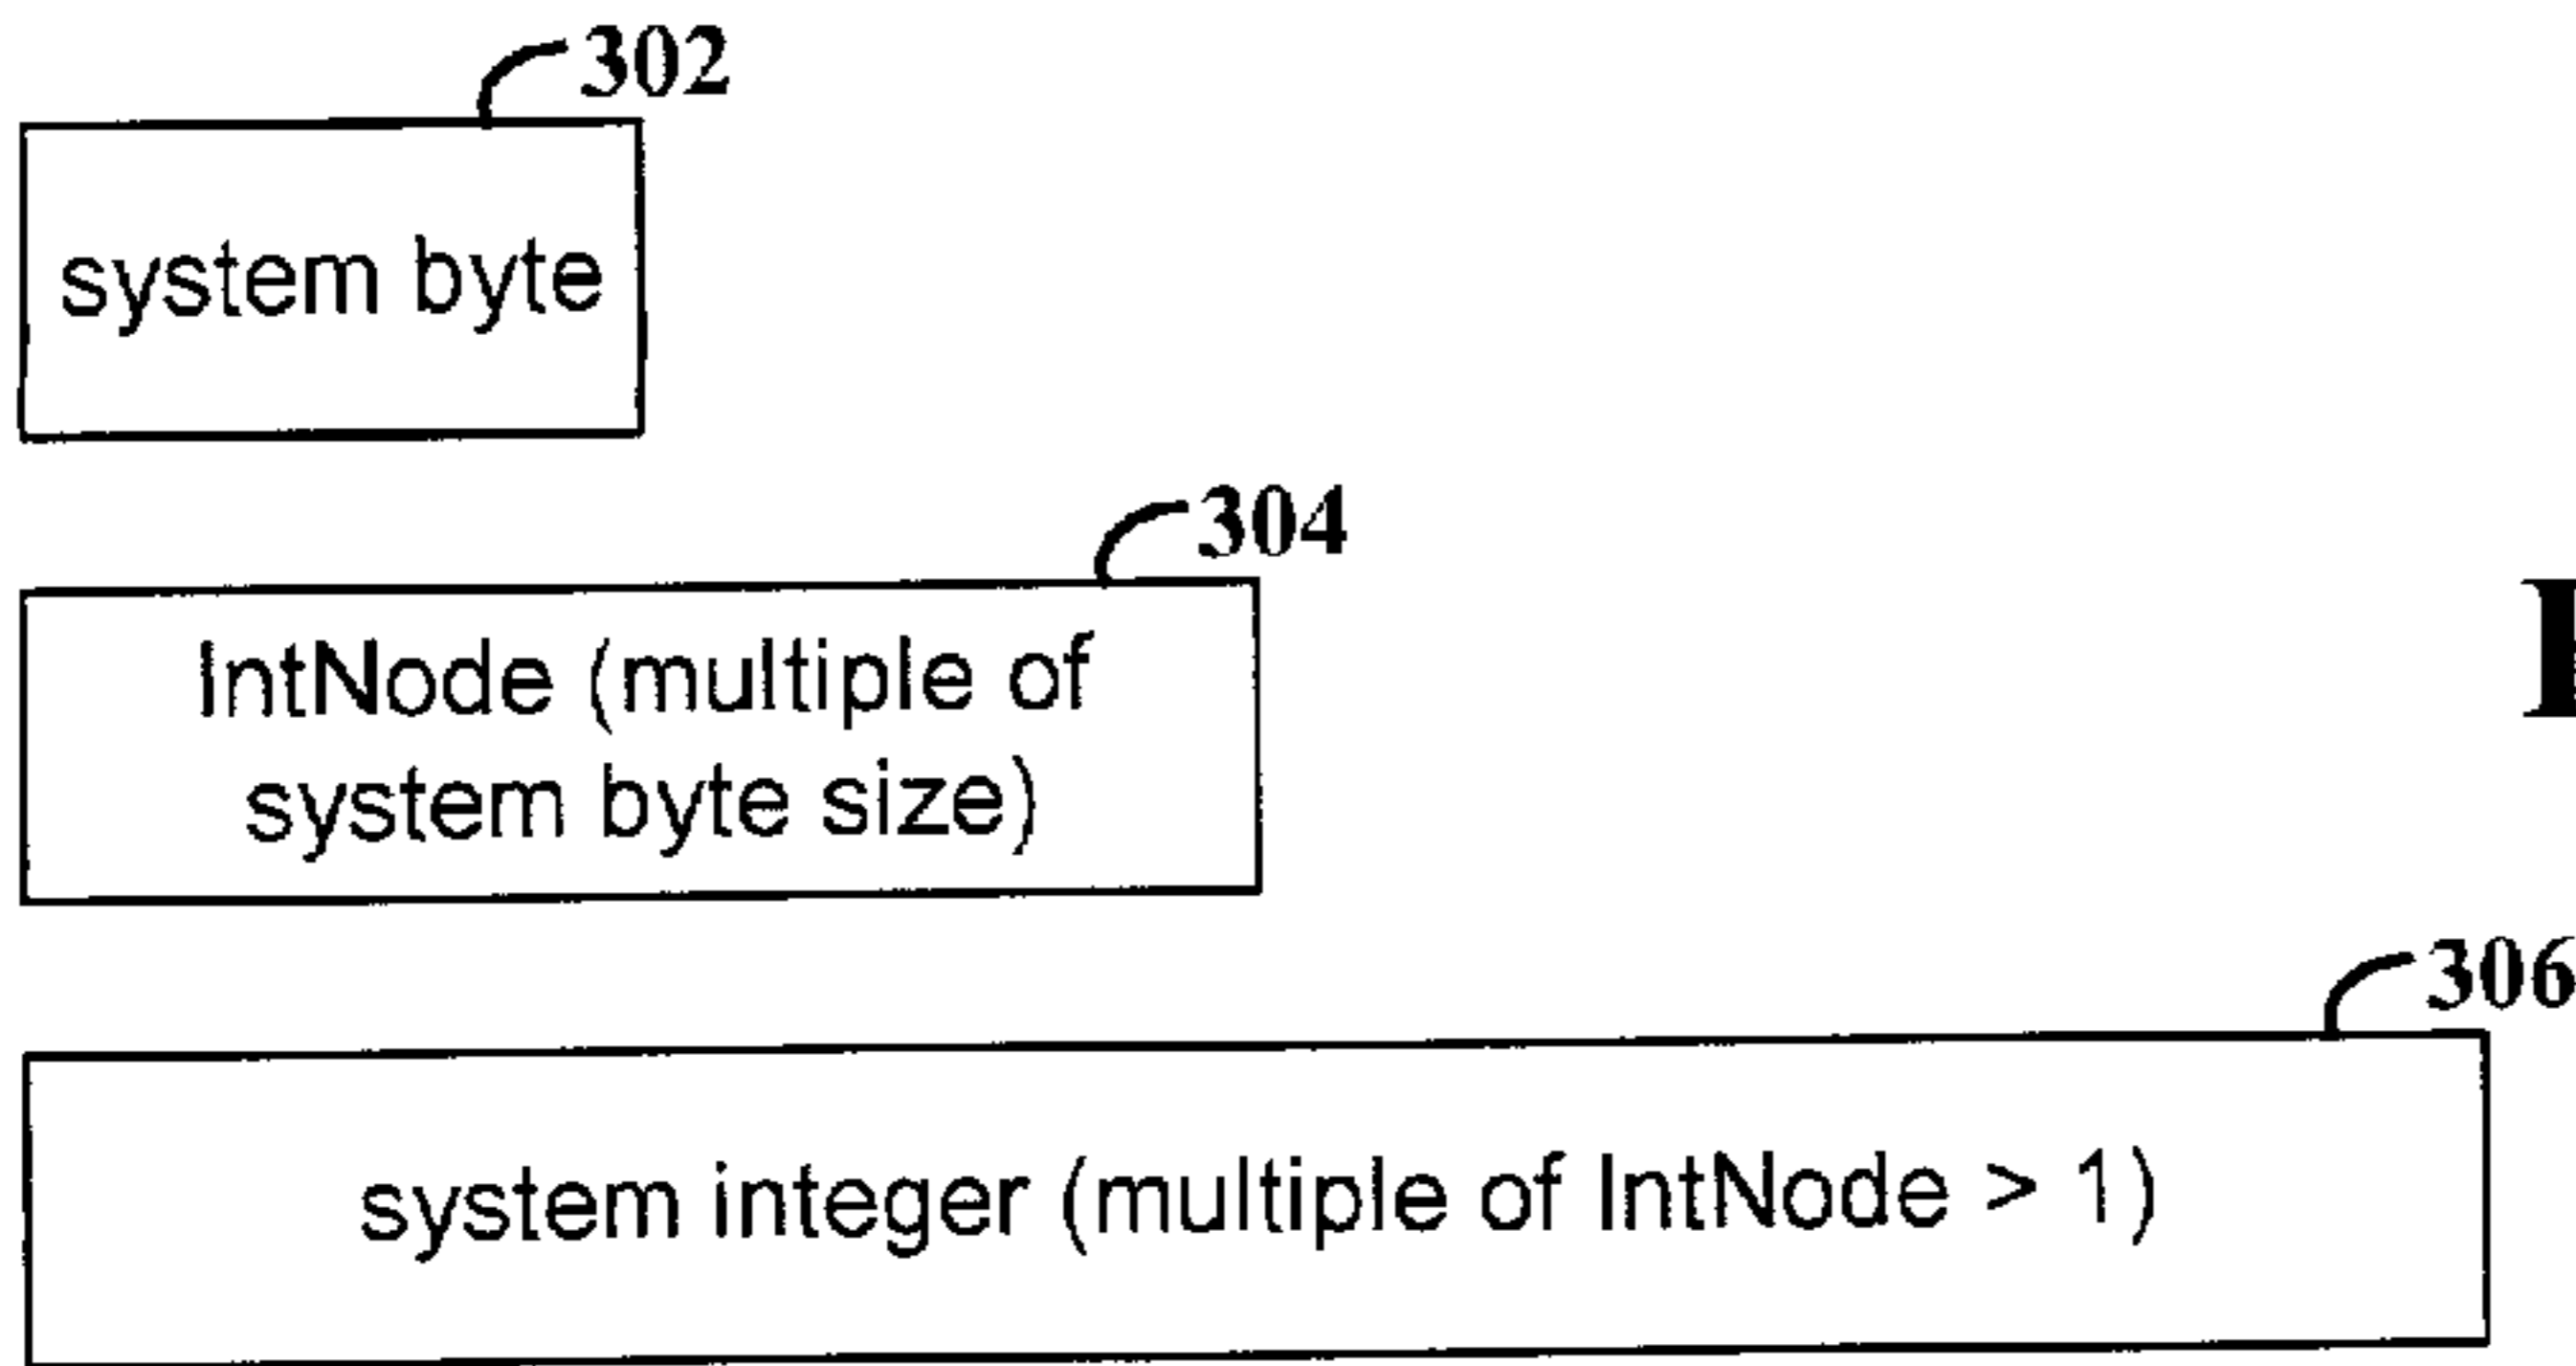 302
system byte
304
IntNode (multiple of
system byte size)
306
system integer (multiple of IntNode > 1)